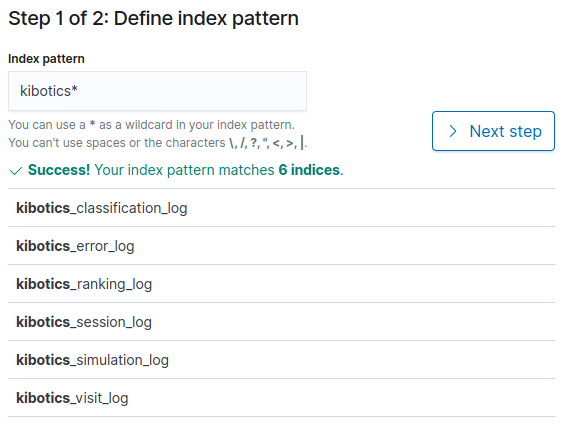 Step 1 of 2: Define index pattern
Index pattern
kibotics*
You can use a * as a wildcard in your index pattern.
You can't use spaces or the characters \, /, ?, ", <, >, |.
Next step
Success! Your index pattern matches 6 indices.
kibotics_classification_log
kibotics_error_log
kibotics_ranking_log
kibotics_session_log
kibotics_simulation_log
kibotics_visit_log